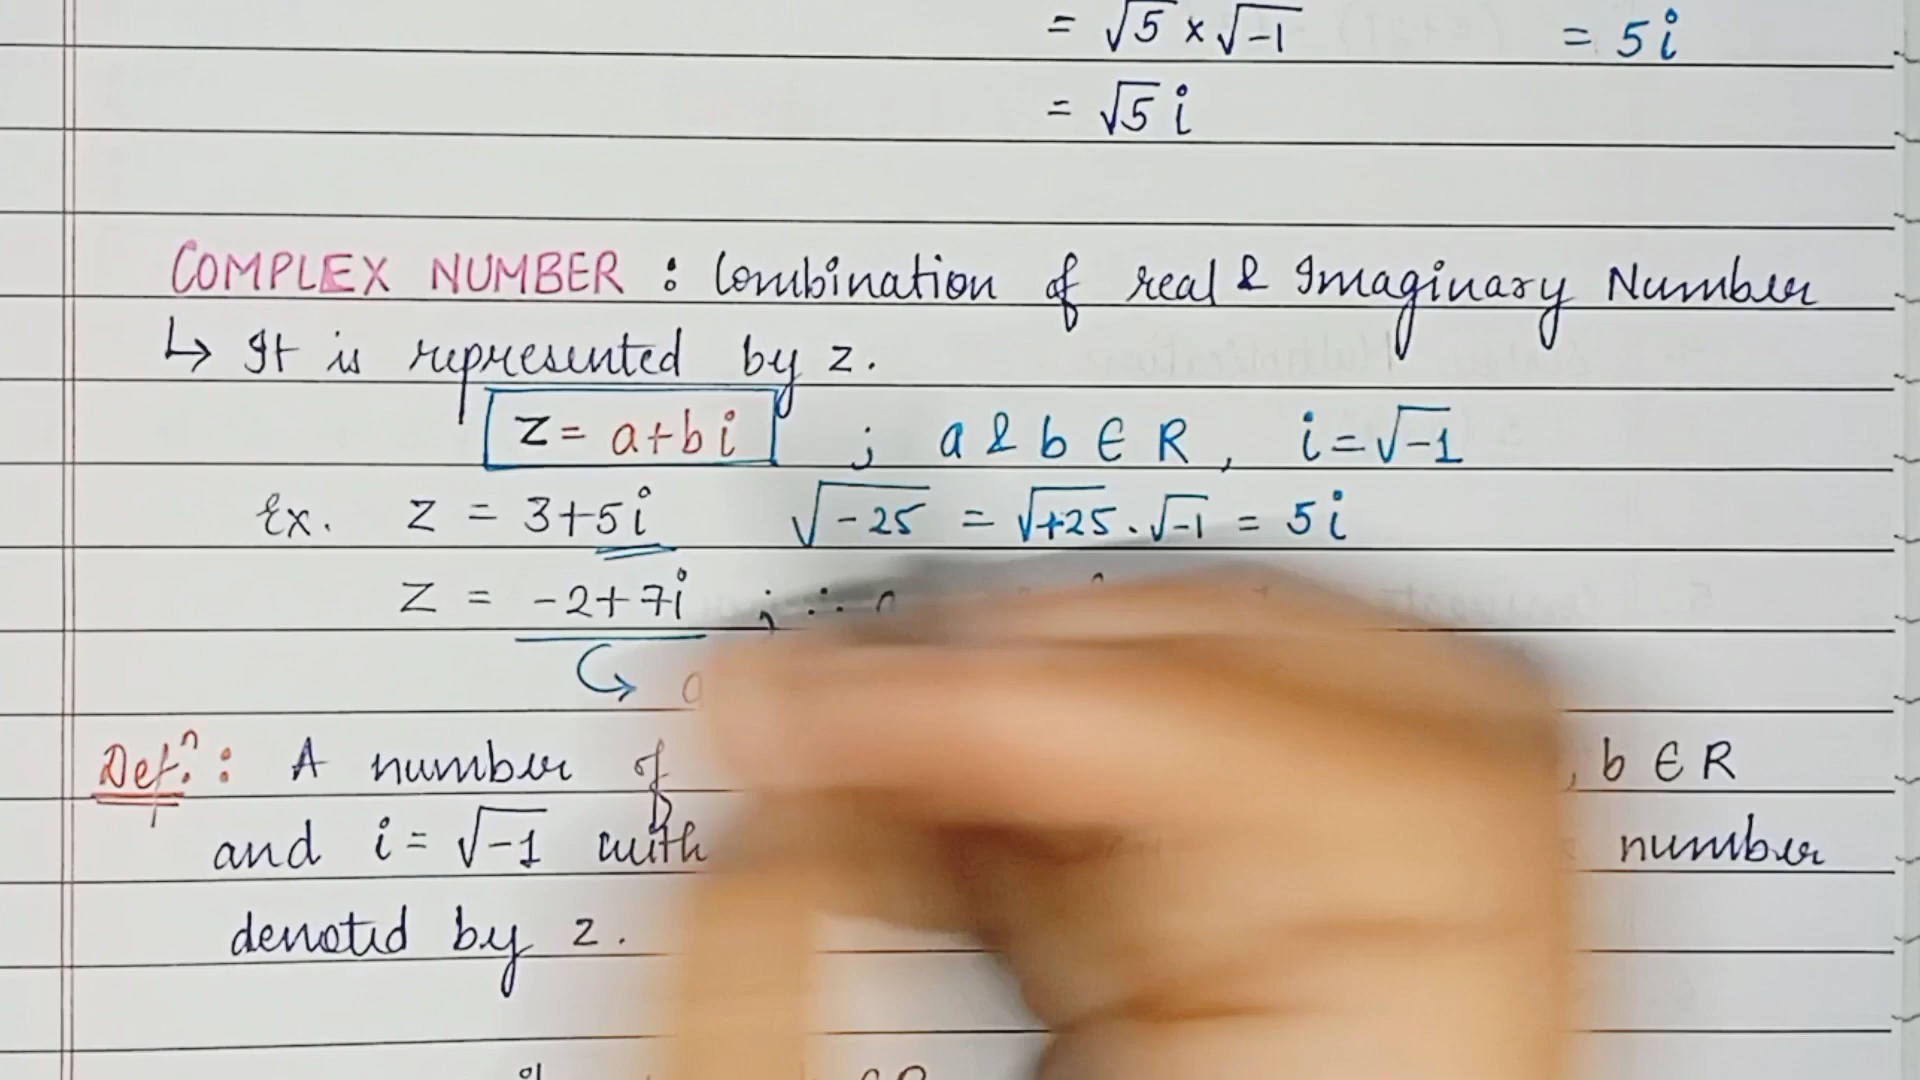 = √5 × √-1 = 5i
= √5 i
COMPLEX NUMBER : Combination of real & Imaginary Number
↳ It is represented by z.
z = a+bi ; a & b ∈ R, i = √-1
Ex. z = 3+5i √-25 = √+25 . √-1 = 5i
z = -2+7i ; ∴
Defⁿ. : A number of , b ∈ R
and i = √-1 with number
denoted by z.